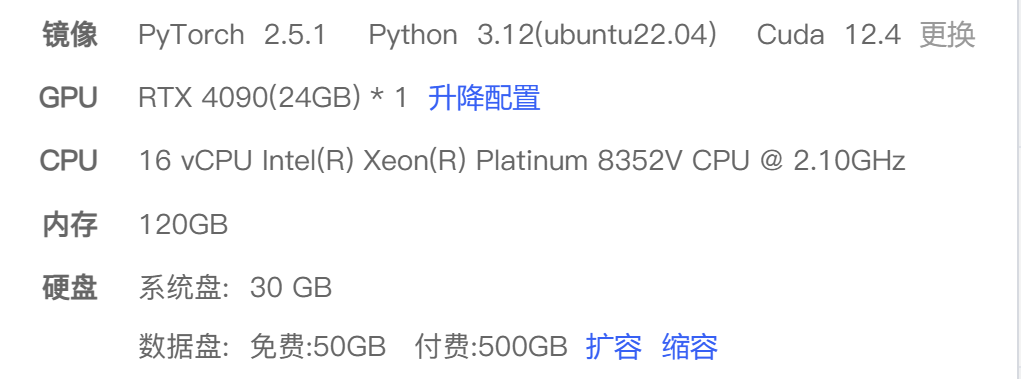 镜像 PyTorch 2.5.1 Python 3.12(ubuntu22.04) Cuda 12.4 更换
GPU RTX 4090(24GB) * 1 升降配置
CPU 16 vCPU Intel(R) Xeon(R) Platinum 8352V CPU @ 2.10GHz
内存 120GB
硬盘 系统盘: 30 GB
数据盘: 免费:50GB 付费:500GB 扩容 缩容